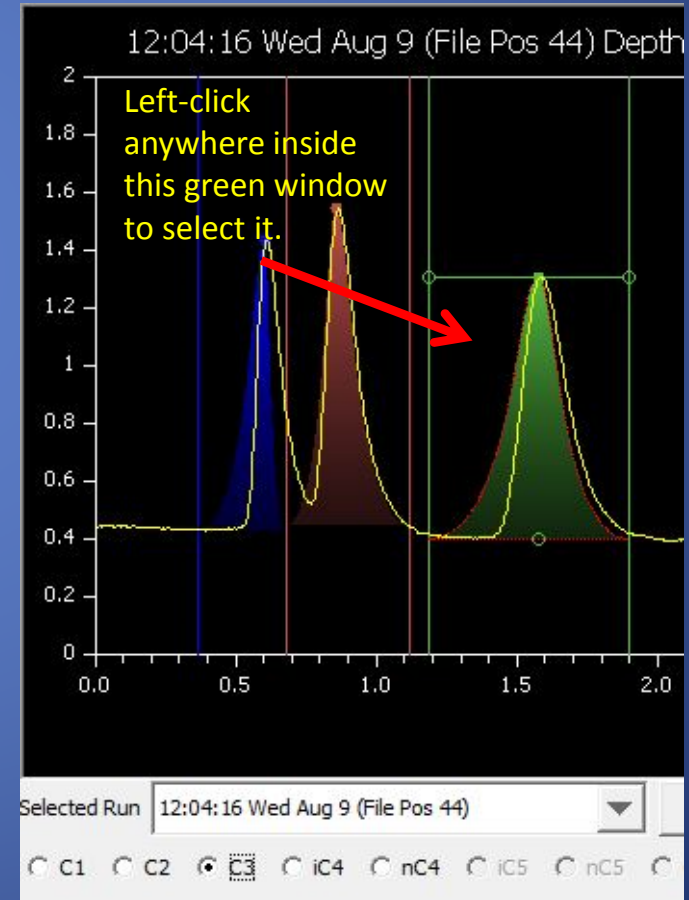 12:04:16 Wed Aug 9 (File Pos 44) Depth
2
Left-click
1.8
anywhere inside
1.6
this green window
to select it.
1.4
1.2
1
0.8
0.6
0.4
0.2
0
0.0 0.5 1.0 1.5 2.0
Selected Run 12:04:16 Wed Aug 9 (File Pos 44)
C1 C2 C3 iC4 nC4 iC5 nC5